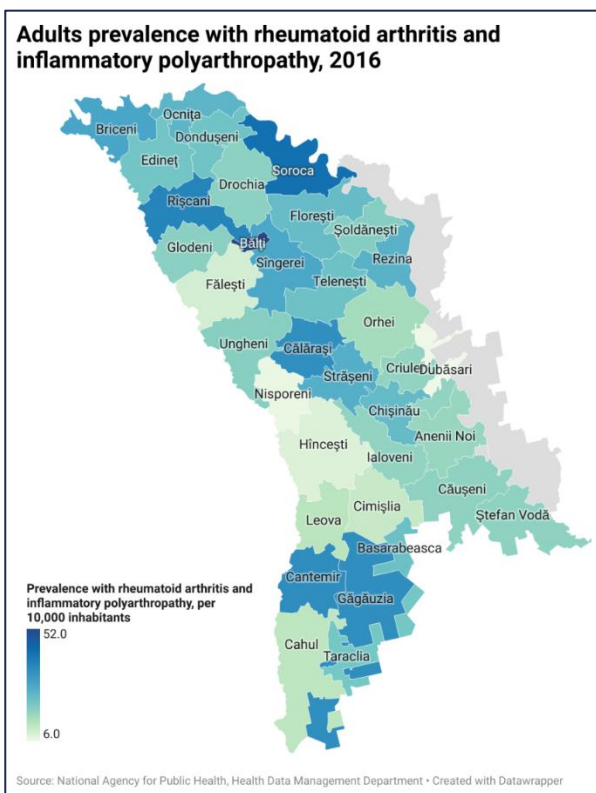 Adults prevalence with rheumatoid arthritis and
inflammatory polyarthropathy, 2016
Ocnița
Briceni
Dondușeni
Edineț
Soroca
Drochia
Rîșcani
Florești
Șoldănești
Bălți
Glodeni
Sîngerei
Rezina
Telenești
Fălești
Orhei
Ungheni
Călărași
Criuleni
Dubăsari
Strășeni
Nisporeni
Chișinău
Anenii Noi
Hîncești
Ialoveni
Căușeni
Cimișlia
Leova
Ștefan Vodă
Basarabeasca
Cantemir
Găgăuzia
Cahul
Taraclia
Prevalence with rheumatoid arthritis and
inflammatory polyarthropathy, per
10,000 inhabitants
52.0
6.0
Source: National Agency for Public Health, Health Data Management Department • Created with Datawrapper